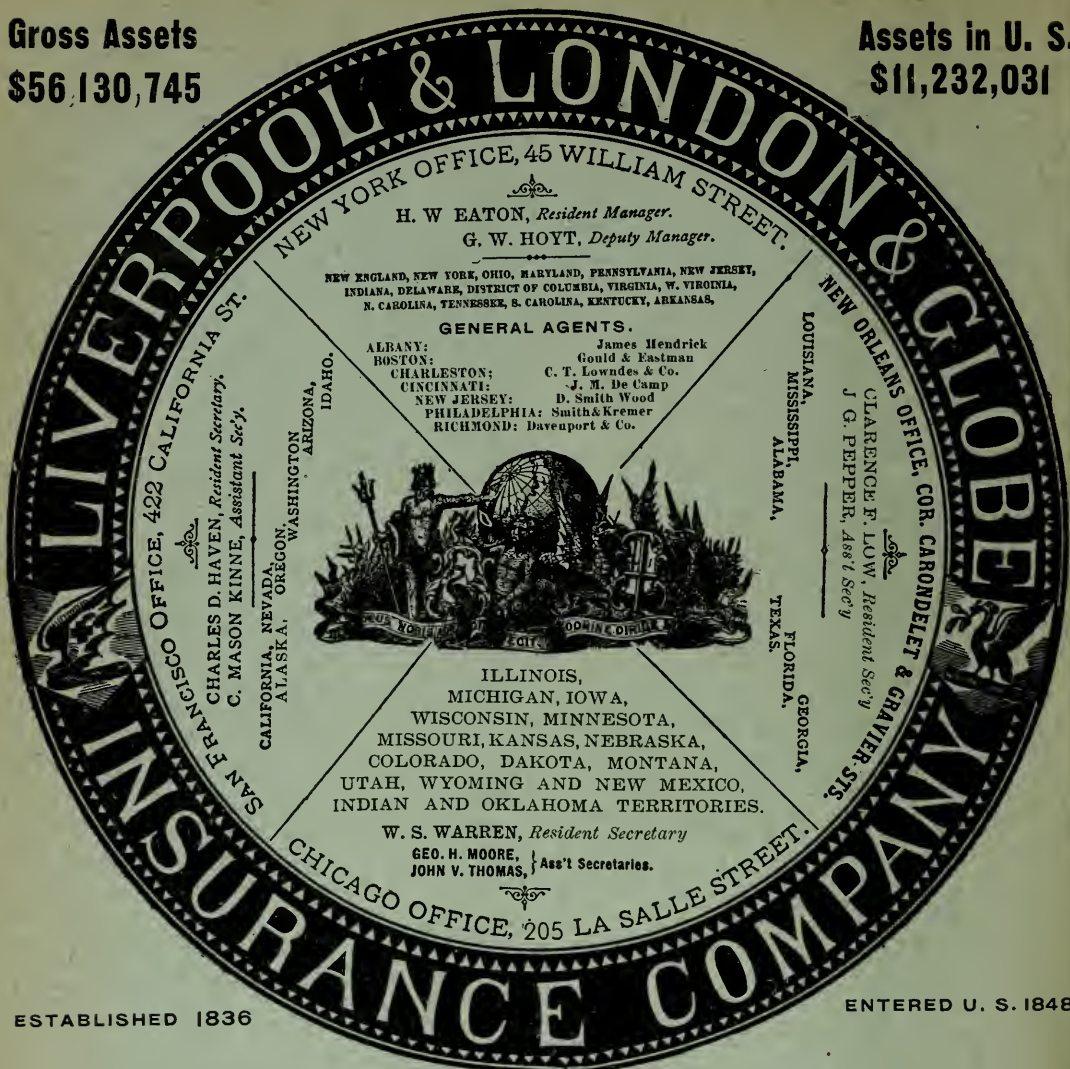 Gross Assets
$56,130,745
Assets in U. S.
$11,232,031
LIVERPOOL & LONDON & GLOBE
INSURANCE COMPANY
NEW YORK OFFICE, 45 WILLIAM STREET.
H. W EATON, Resident Manager.
G. W. HOYT, Deputy Manager.
NEW ENGLAND, NEW YORK, OHIO, MARYLAND, PENNSYLVANIA, NEW JERSEY,
INDIANA, DELAWARE, DISTRICT OF COLUMBIA, VIRGINIA, W. VIRGINIA,
N. CAROLINA, TENNESSEE, S. CAROLINA, KENTUCKY, ARKANSAS,
GENERAL AGENTS.
ALBANY: James Hendrick
BOSTON: Gould & Eastman
CHARLESTON; C. T. Lowndes & Co.
CINCINNATI: J. M. De Camp
NEW JERSEY: D. Smith Wood
PHILADELPHIA: Smith&Kremer
RICHMOND: Davenport & Co.
NEW ORLEANS OFFICE, COR. CARONDELET & GRAVIER STS.
CLARENCE F. LOW, Resident Sec'y
J G. PEPPER, Ass't Sec'y
LOUISIANA, GEORGIA,
MISSISSIPPI, FLORIDA,
ALABAMA, TEXAS.
SAN FRANCISCO OFFICE, 422 CALIFORNIA ST.
CHARLES D. HAVEN, Resident Secretary.
C. MASON KINNE, Assistant Sec'y.
CALIFORNIA, NEVADA,
ALASKA, OREGON,
WASHINGTON
ARIZONA,
IDAHO.
ILLINOIS,
MICHIGAN, IOWA,
WISCONSIN, MINNESOTA,
MISSOURI, KANSAS, NEBRASKA,
COLORADO, DAKOTA, MONTANA,
UTAH, WYOMING AND NEW MEXICO,
INDIAN AND OKLAHOMA TERRITORIES.
W. S. WARREN, Resident Secretary
GEO. H. MOORE,
JOHN V. THOMAS, } Ass't Secretaries.
CHICAGO OFFICE, 205 LA SALLE STREET.
ESTABLISHED 1836
ENTERED U. S. 1848